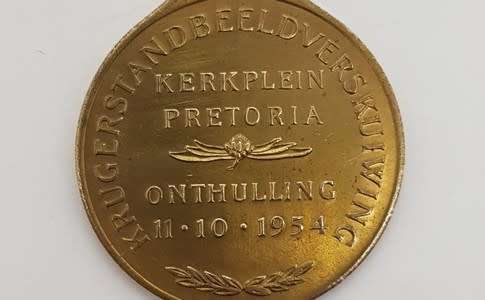 KRUGERSTANDBEELDVERSKUIWING
KERKPLEIN
PRETORIA
ONTHULLING
11·10·1954